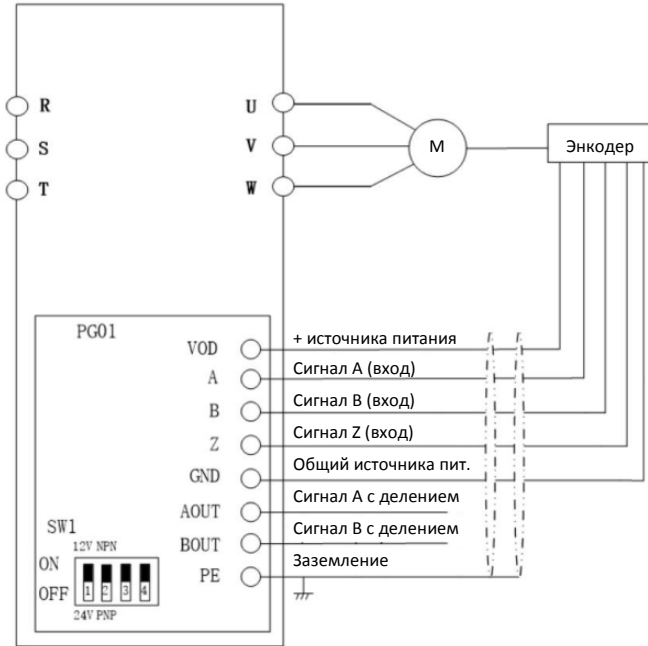 R
U
S
V
T
W
M
Энкодер
PG01
VOD
+ источника питания
A
Сигнал A (вход)
B
Сигнал B (вход)
Z
Сигнал Z (вход)
GND
Общий источника пит.
AOUT
Сигнал A с делением
BOUT
Сигнал B с делением
PE
Заземление
SW1
12V NPN
ON
OFF
1 2 3 4
24V PNP